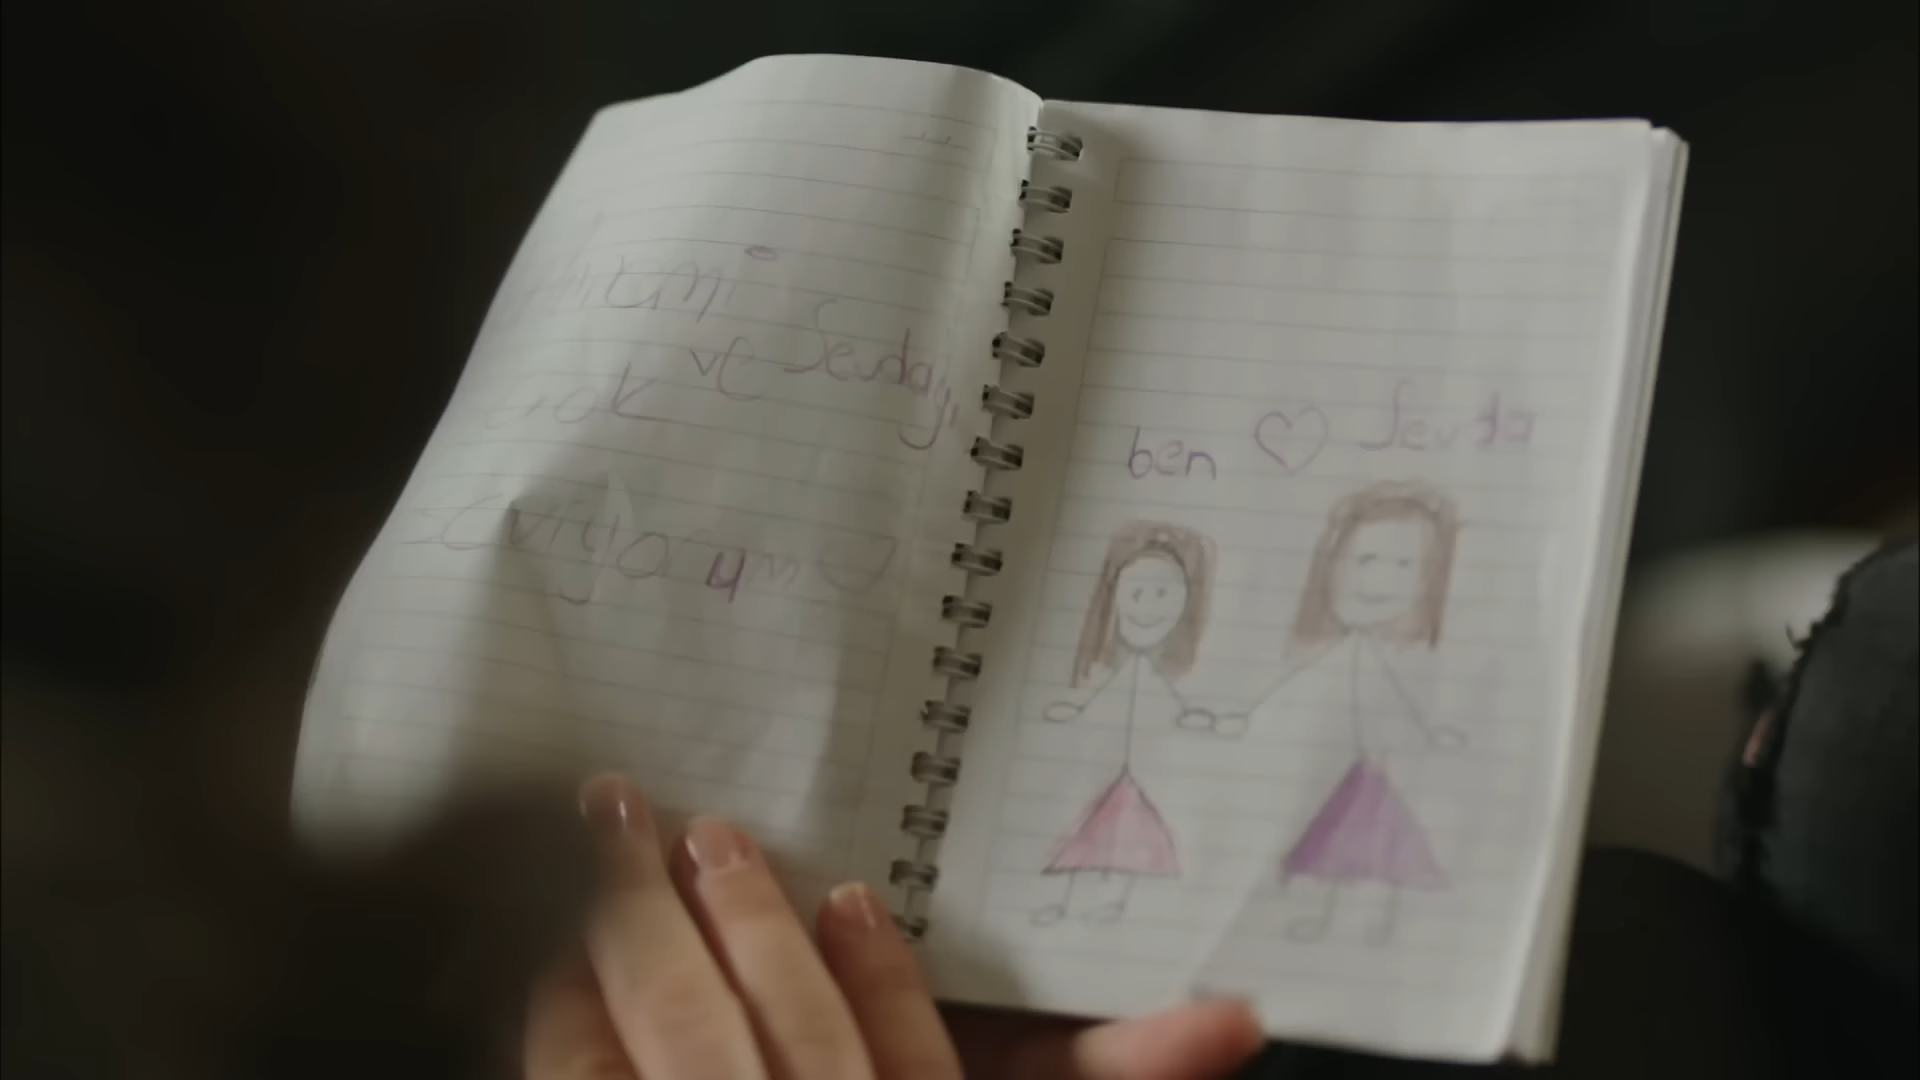 ve Sevdayı
çok
seviyorum
ben ♡ Sevda